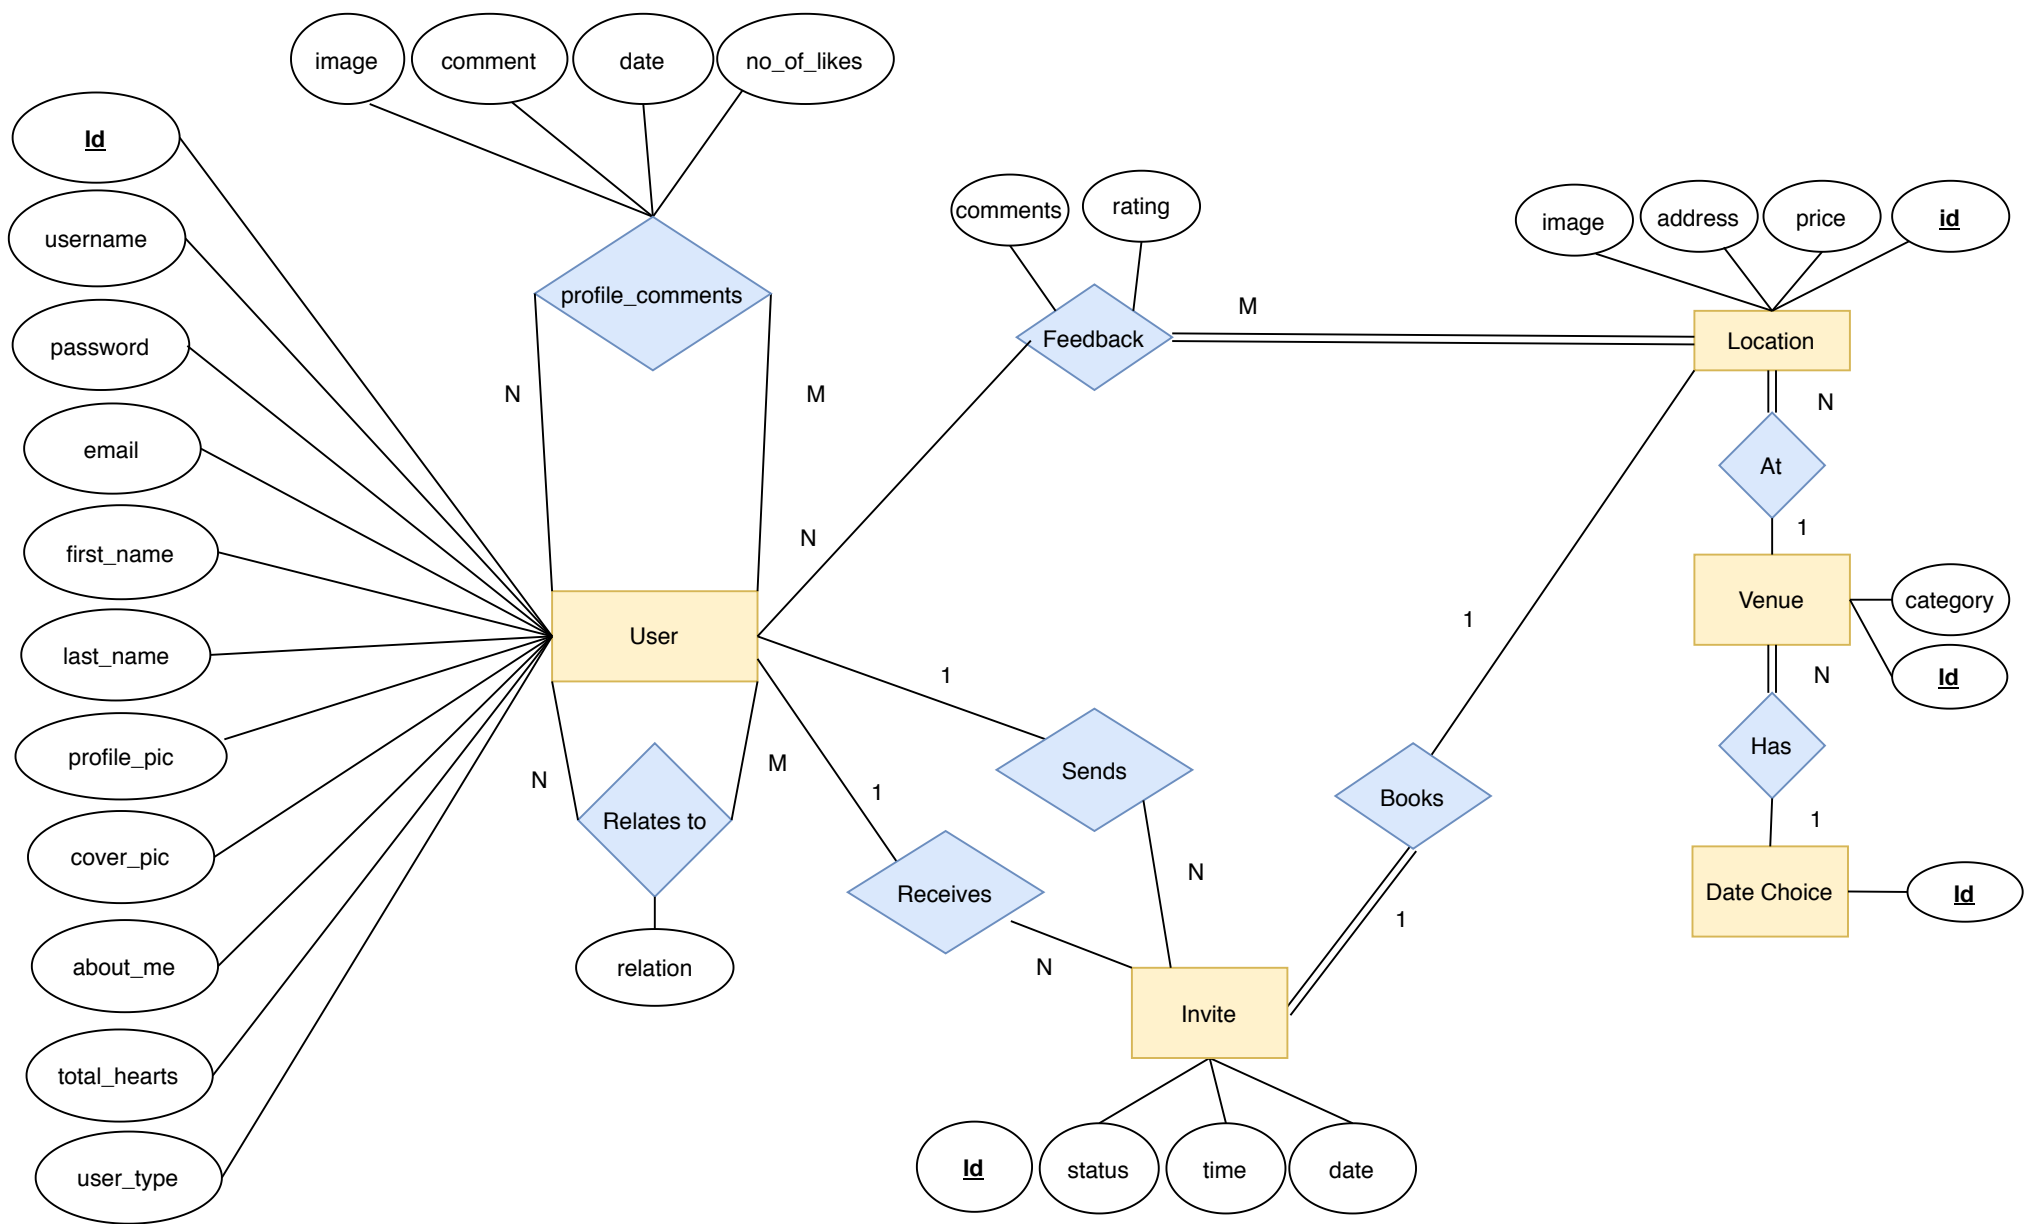 image
comment
date
no_of_likes
Id
username
password
email
first_name
last_name
profile_pic
cover_pic
about_me
total_hearts
user_type
profile_comments
N
M
User
N
M
Relates to
relation
comments
rating
Feedback
M
N
image
address
price
id
Location
N
At
1
Venue
category
Id
N
Has
1
Date Choice
Id
1
Sends
N
1
Receives
N
1
Books
1
Invite
Id
status
time
date